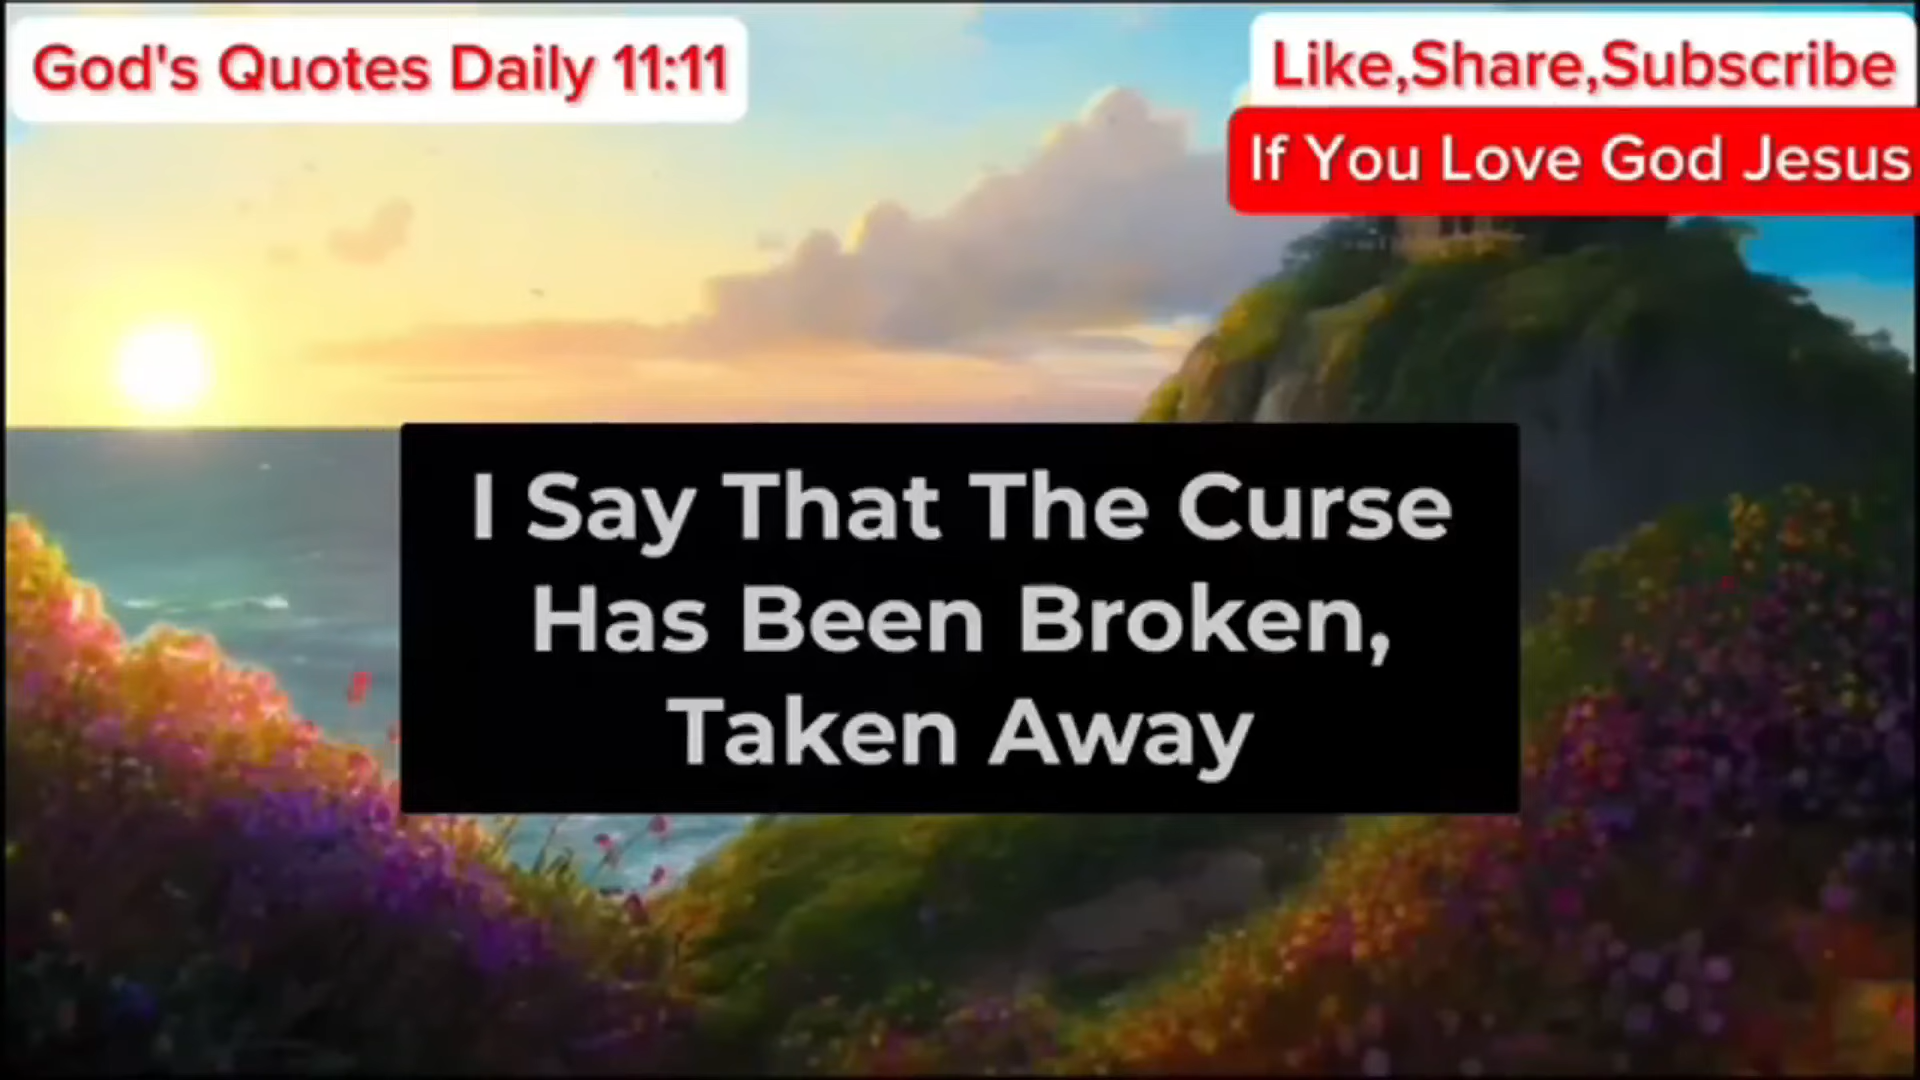 God's Quotes Daily 11:11
Like,Share,Subscribe
If You Love God Jesus
I Say That The Curse
Has Been Broken,
Taken Away